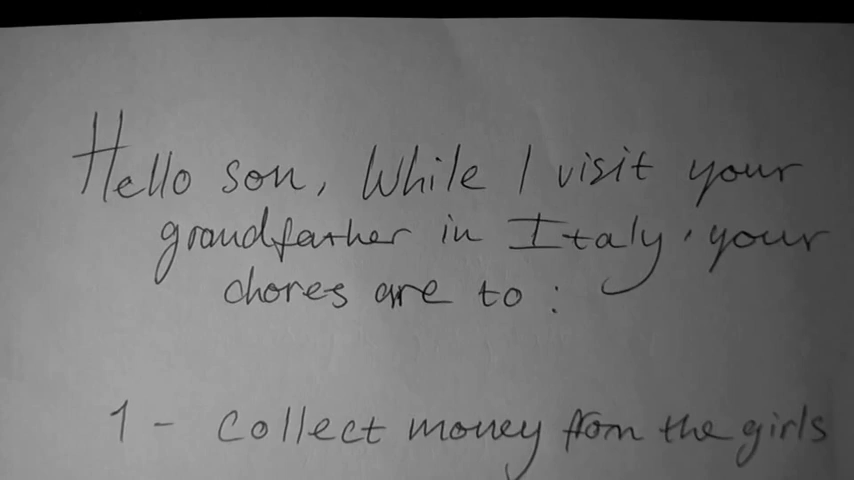 Hello son, While I visit your
grandfather in Italy, your
chores are to :
1 - Collect money from the girls